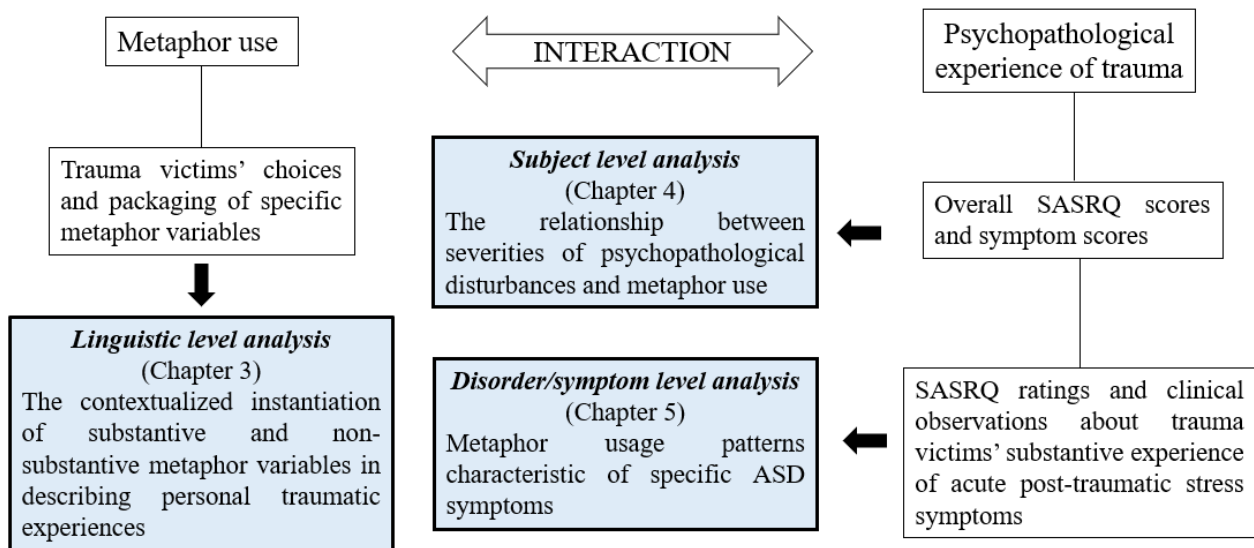 Metaphor use
INTERACTION
Psychopathological
experience of trauma
Trauma victims’ choices
and packaging of specific
metaphor variables
Subject level analysis
(Chapter 4)
The relationship between
severities of psychopathological
disturbances and metaphor use
Overall SASRQ scores
and symptom scores
Linguistic level analysis
(Chapter 3)
The contextualized instantiation
of substantive and non-
substantive metaphor variables in
describing personal traumatic
experiences
Disorder/symptom level analysis
(Chapter 5)
Metaphor usage patterns
characteristic of specific ASD
symptoms
SASRQ ratings and clinical
observations about trauma
victims’ substantive experience
of acute post-traumatic stress
symptoms